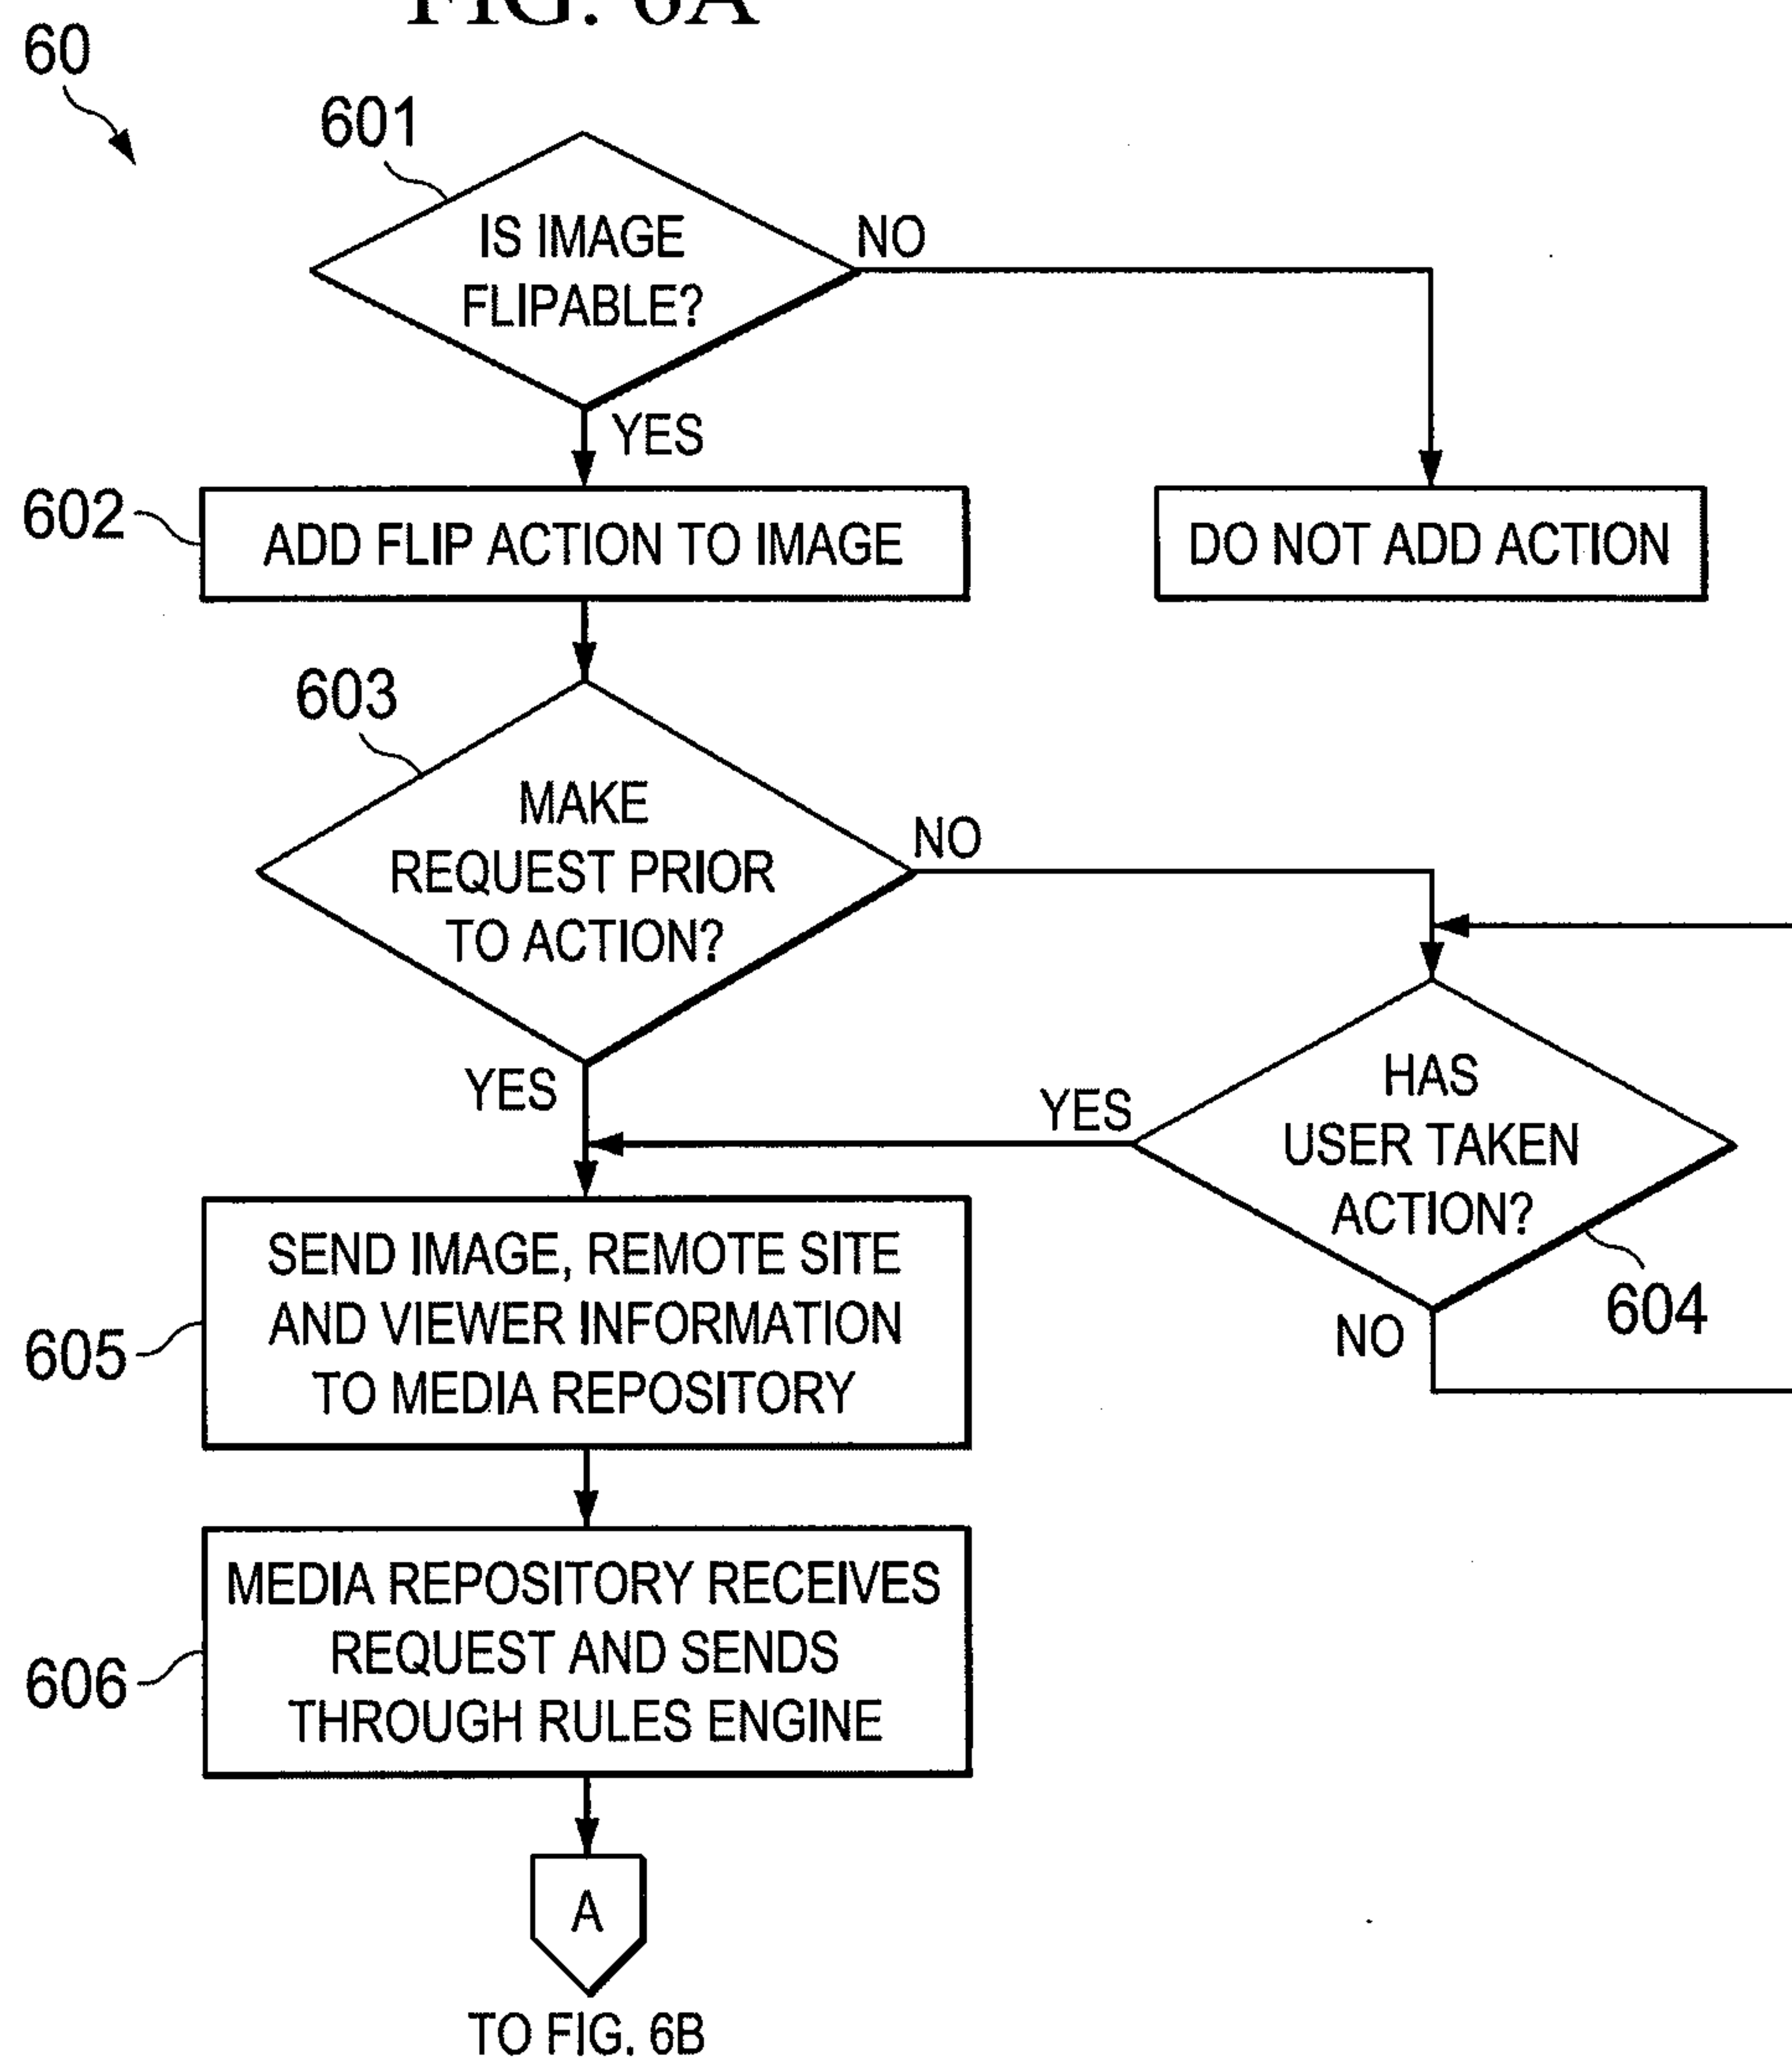 FIG. 6A
60
601
IS IMAGE
FLIPABLE?
NO
YES
602
ADD FLIP ACTION TO IMAGE
DO NOT ADD ACTION
603
MAKE
REQUEST PRIOR
TO ACTION?
NO
YES
HAS
USER TAKEN
ACTION?
YES
604
NO
605
SEND IMAGE, REMOTE SITE
AND VIEWER INFORMATION
TO MEDIA REPOSITORY
606
MEDIA REPOSITORY RECEIVES
REQUEST AND SENDS
THROUGH RULES ENGINE
A
TO FIG. 6B